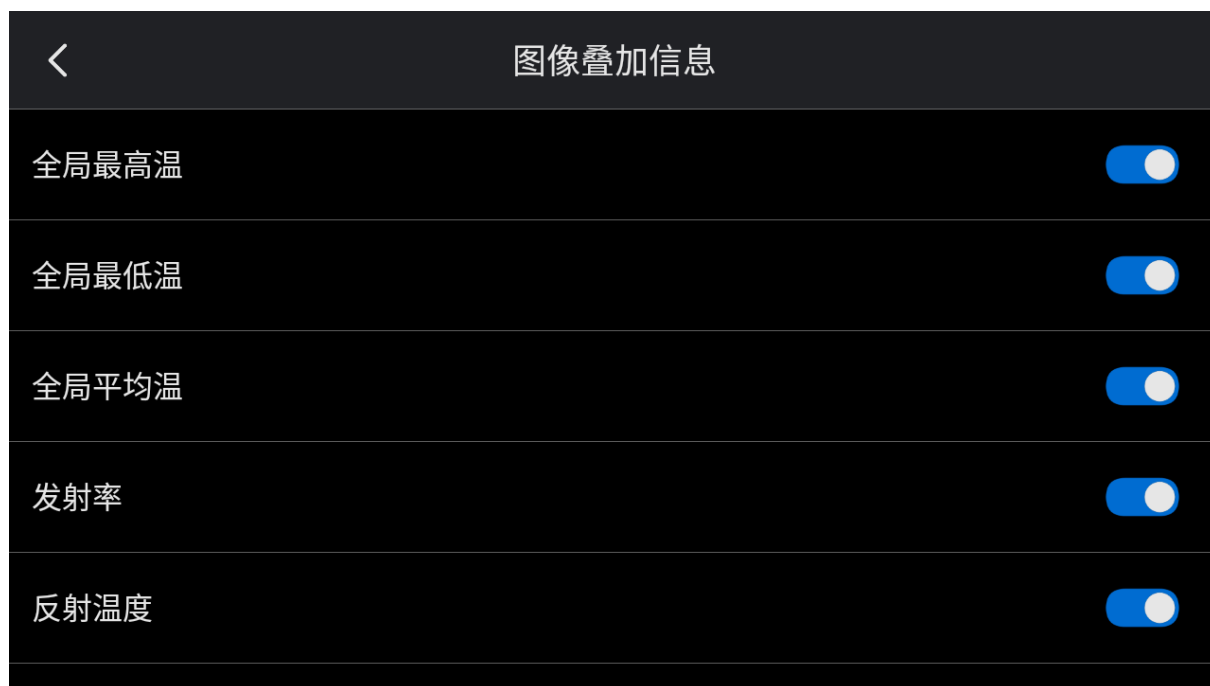 图像叠加信息
全局最高温
全局最低温
全局平均温
发射率
反射温度